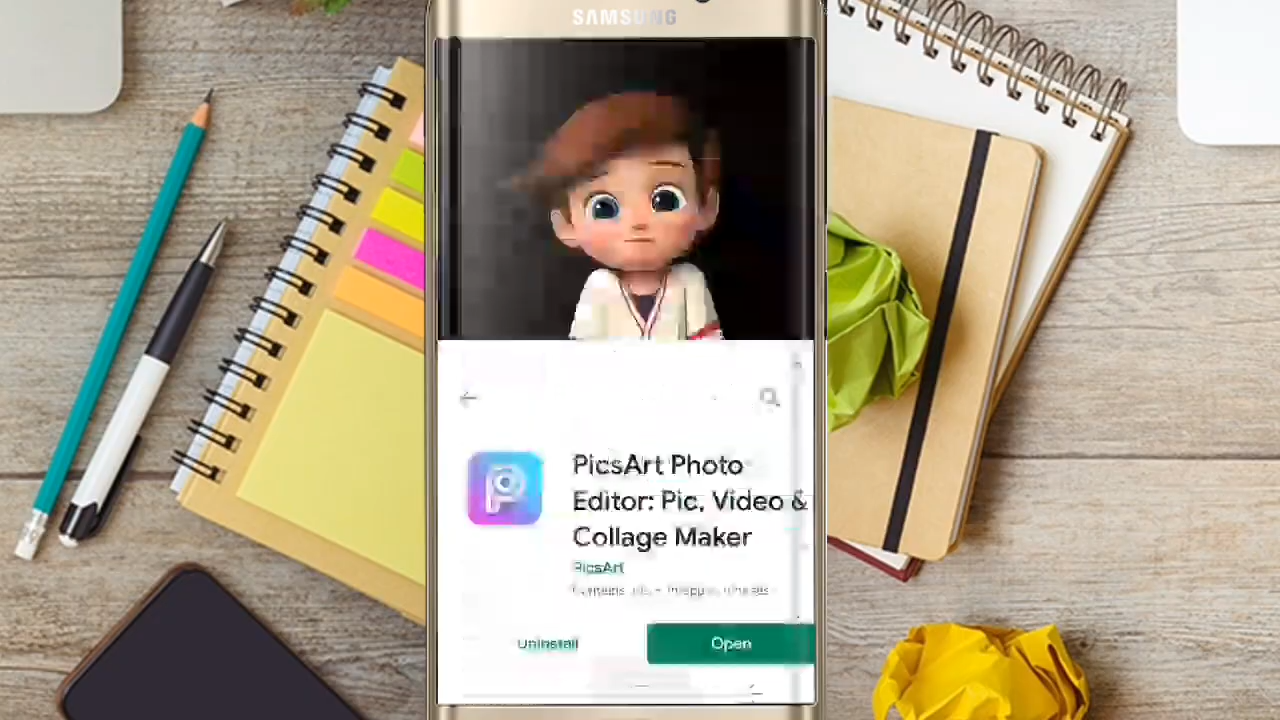 SAMSUNG
PicsArt Photo
Editor: Pic, Video &
Collage Maker
PicsArt
Uninstall
Open